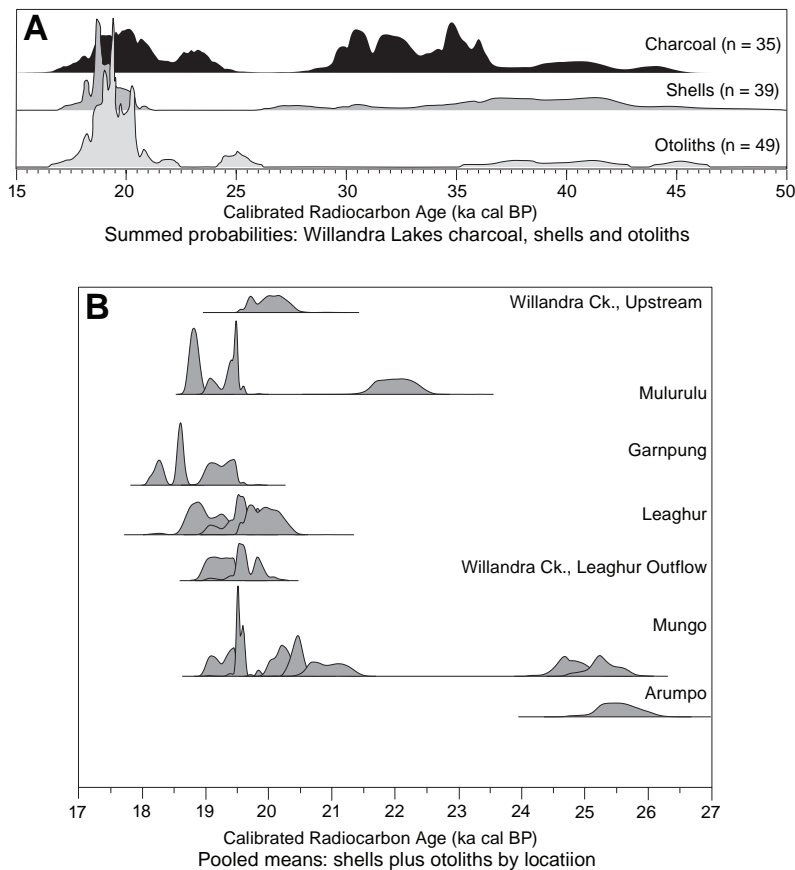 A
Charcoal (n = 35)
Shells (n = 39)
Otoliths (n = 49)
15 20 25 30 35 40 45 50
Calibrated Radiocarbon Age (ka cal BP)
Summed probabilities: Willandra Lakes charcoal, shells and otoliths
B
Willandra Ck., Upstream
Mulurulu
Garnpung
Leaghur
Willandra Ck., Leaghur Outflow
Mungo
Arumpo
17 18 19 20 21 22 23 24 25 26 27
Calibrated Radiocarbon Age (ka cal BP)
Pooled means: shells plus otoliths by locatiion